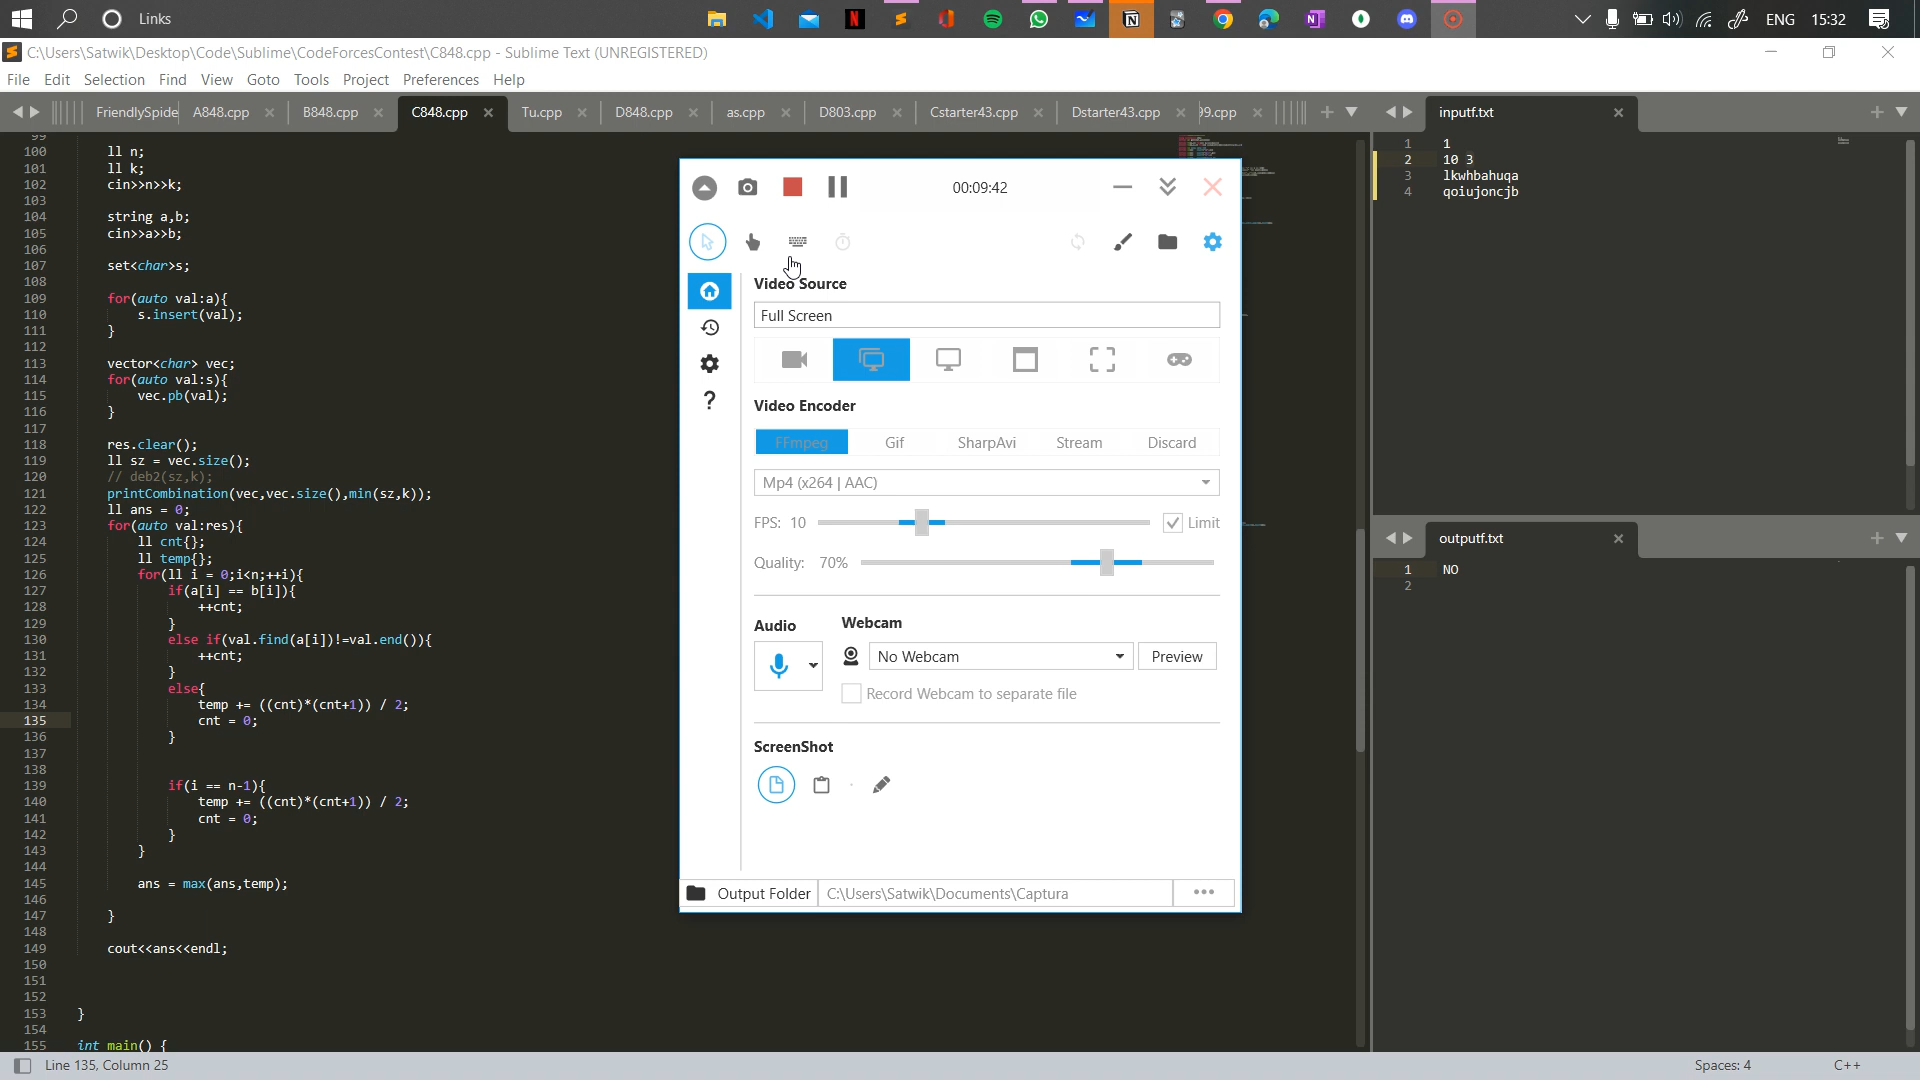 Links
ENG 15:32
C:\Users\Satwik\Desktop\Code\Sublime\CodeForcesContest\C848.cpp - Sublime Text (UNREGISTERED)
File Edit Selection Find View Goto Tools Project Preferences Help
FriendlySpide A848.cpp B848.cpp C848.cpp Tu.cpp D848.cpp as.cpp D803.cpp Cstarter43.cpp Dstarter43.cpp 99.cpp
99
100 ll n;
101 ll k;
102 cin>>n>>k;
103
104 string a,b;
105 cin>>a>>b;
106
107 set<char>s;
108
109 for(auto val:a){
110 s.insert(val);
111 }
112
113 vector<char> vec;
114 for(auto val:s){
115 vec.pb(val);
116 }
117
118 res.clear();
119 ll sz = vec.size();
120 // deb2(sz,k);
121 printCombination(vec,vec.size(),min(sz,k));
122 ll ans = 0;
123 for(auto val:res){
124 ll cnt{};
125 ll temp{};
126 for(ll i = 0;i<n;++i){
127 if(a[i] == b[i]){
128 ++cnt;
129 }
130 else if(val.find(a[i])!=val.end()){
131 ++cnt;
132 }
133 else{
134 temp += ((cnt)*(cnt+1)) / 2;
135 cnt = 0;
136 }
137
138
139 if(i == n-1){
140 temp += ((cnt)*(cnt+1)) / 2;
141 cnt = 0;
142 }
143 }
144
145 ans = max(ans,temp);
146
147 }
148
149 cout<<ans<<endl;
150
151
152
153 }
154
155 int main() {
00:09:42
Video Source
Full Screen
Video Encoder
FFmpeg Gif SharpAvi Stream Discard
Mp4 (x264 | AAC)
FPS: 10 Limit
Quality: 70%
Audio Webcam
No Webcam Preview
Record Webcam to separate file
ScreenShot
Output Folder C:\Users\Satwik\Documents\Captura
inputf.txt
1 1
2 10 3
3 lkwhbahuqa
4 qoiujoncjb
outputf.txt
1 NO
2
Line 135, Column 25
Spaces: 4 C++